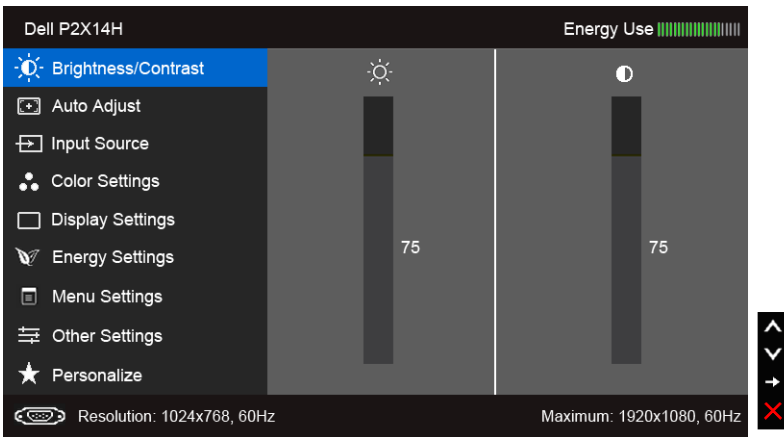 Dell P2X14H
Energy Use
Brightness/Contrast
Auto Adjust
Input Source
Color Settings
Display Settings
Energy Settings
Menu Settings
Other Settings
Personalize
75
75
Resolution: 1024x768, 60Hz
Maximum: 1920x1080, 60Hz